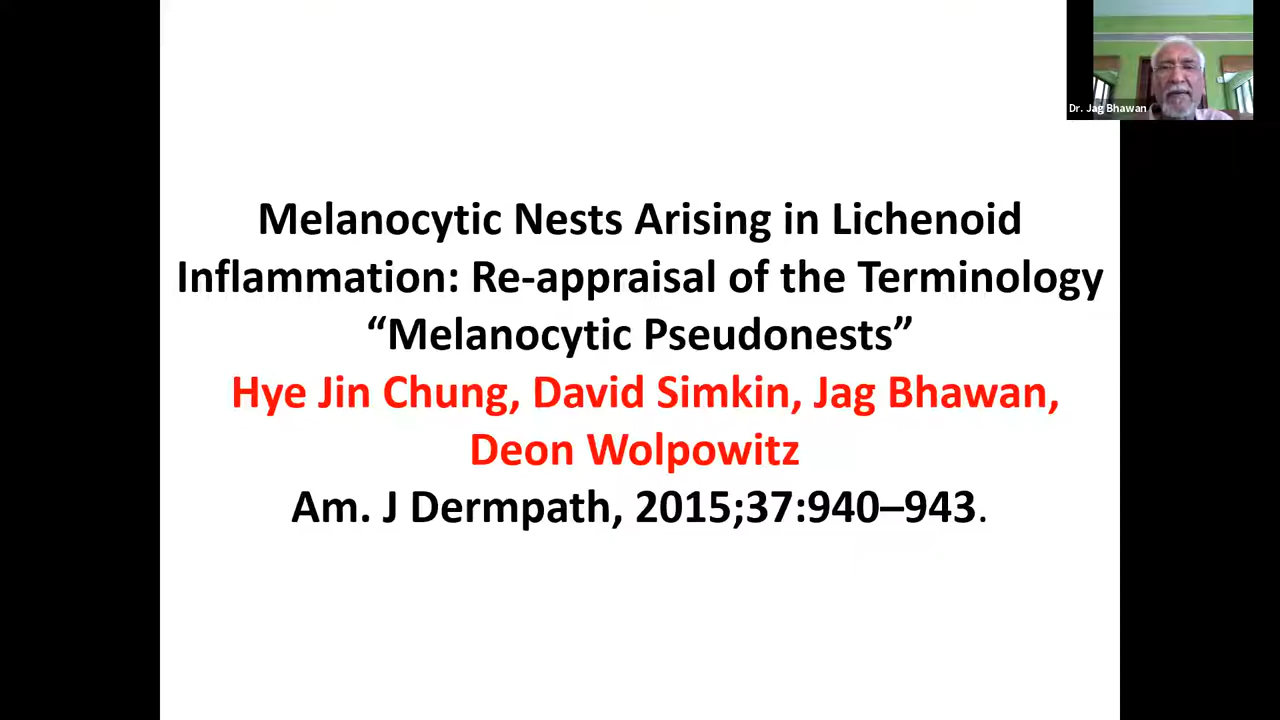 Dr. Jag Bhawan
Melanocytic Nests Arising in Lichenoid
Inflammation: Re-appraisal of the Terminology
“Melanocytic Pseudonests”
Hye Jin Chung, David Simkin, Jag Bhawan,
Deon Wolpowitz
Am. J Dermpath, 2015;37:940–943.